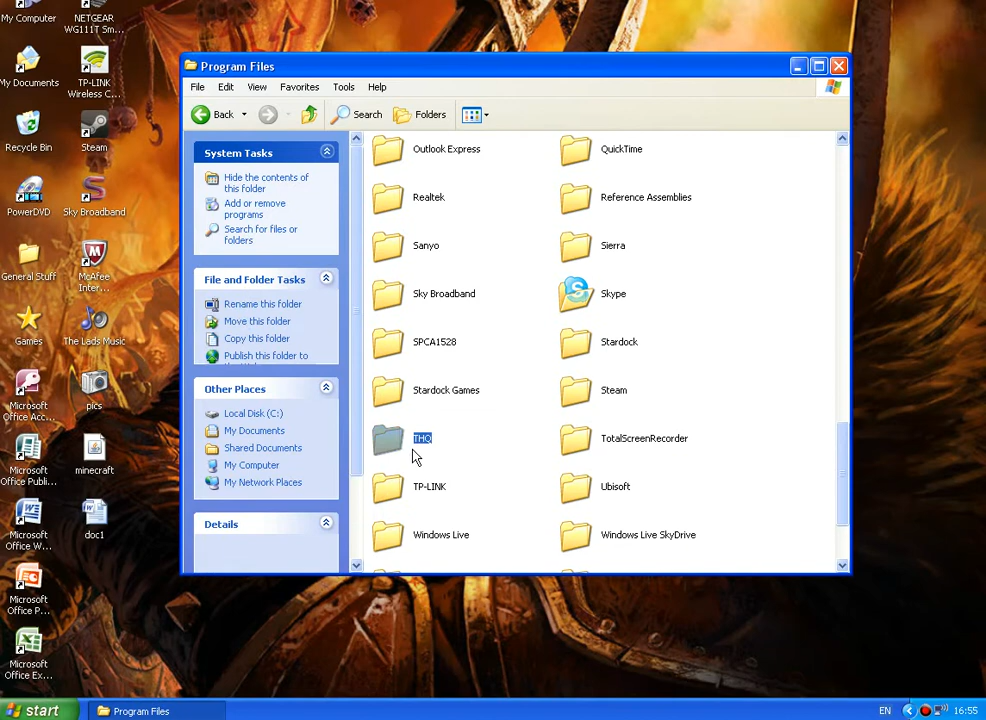 My Computer
NETGEAR
WG111T Sm...
My Documents
TP-LINK
Wireless C...
Recycle Bin
Steam
PowerDVD
Sky Broadband
General Stuff
McAfee
Inter...
Games
The Lads Music
Microsoft
Office Acc...
pics
Microsoft
Office Publi...
minecraft
Microsoft
Office W...
doc1
Microsoft
Office P...
Microsoft
Office Ex...
Program Files
File
Edit
View
Favorites
Tools
Help
Back
Search
Folders
System Tasks
Hide the contents of
this folder
Add or remove
programs
Search for files or
folders
File and Folder Tasks
Rename this folder
Move this folder
Copy this folder
Publish this folder to
Other Places
Local Disk (C:)
My Documents
Shared Documents
My Computer
My Network Places
Details
Outlook Express
QuickTime
Realtek
Reference Assemblies
Sanyo
Sierra
Sky Broadband
Skype
SPCA1528
Stardock
Stardock Games
Steam
THQ
TotalScreenRecorder
TP-LINK
Ubisoft
Windows Live
Windows Live SkyDrive
start
Program Files
EN
16:55